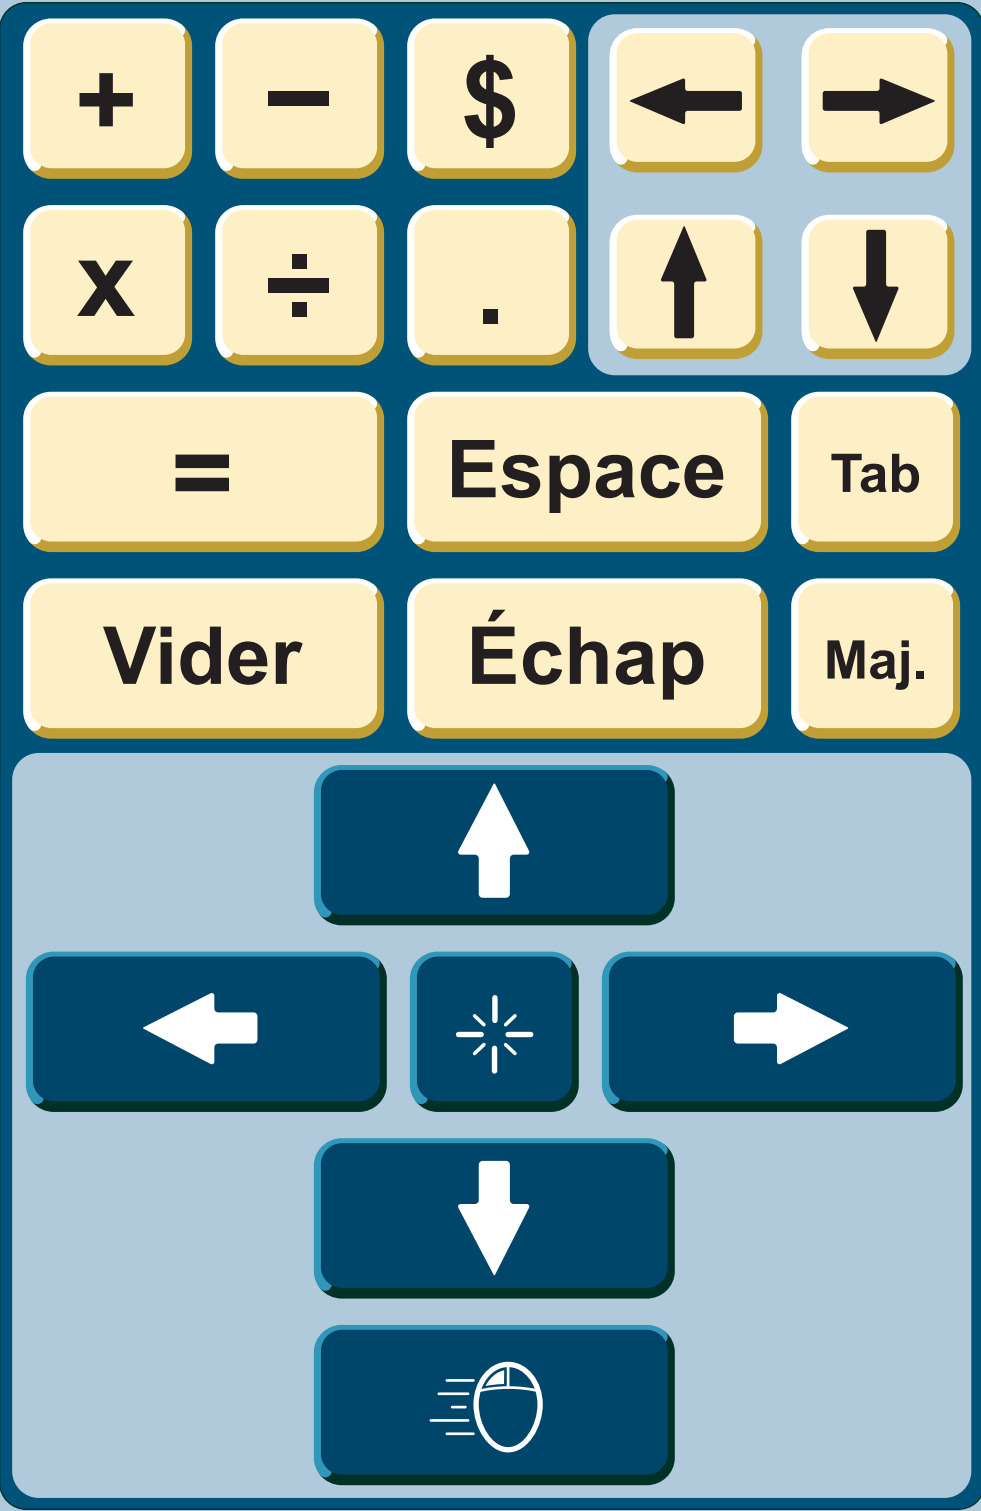 + − $
x ÷ .
= Espace Tab
Vider Échap Maj.